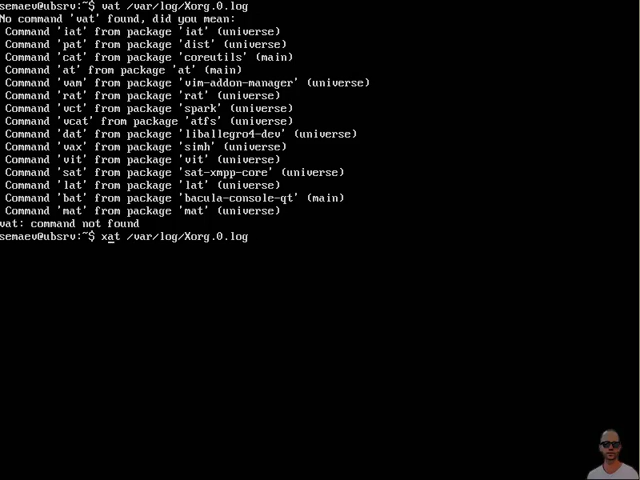 semaev@ubsrv:~$ vat /var/log/Xorg.0.log
No command 'vat' found, did you mean:
 Command 'iat' from package 'iat' (universe)
 Command 'pat' from package 'dist' (universe)
 Command 'cat' from package 'coreutils' (main)
 Command 'at' from package 'at' (main)
 Command 'vam' from package 'vim-addon-manager' (universe)
 Command 'rat' from package 'rat' (universe)
 Command 'vct' from package 'spark' (universe)
 Command 'vcat' from package 'atfs' (universe)
 Command 'dat' from package 'liballegro4-dev' (universe)
 Command 'vax' from package 'simh' (universe)
 Command 'vit' from package 'vit' (universe)
 Command 'sat' from package 'sat-xmpp-core' (universe)
 Command 'lat' from package 'lat' (universe)
 Command 'bat' from package 'bacula-console-qt' (main)
 Command 'mat' from package 'mat' (universe)
vat: command not found
semaev@ubsrv:~$ xat /var/log/Xorg.0.log